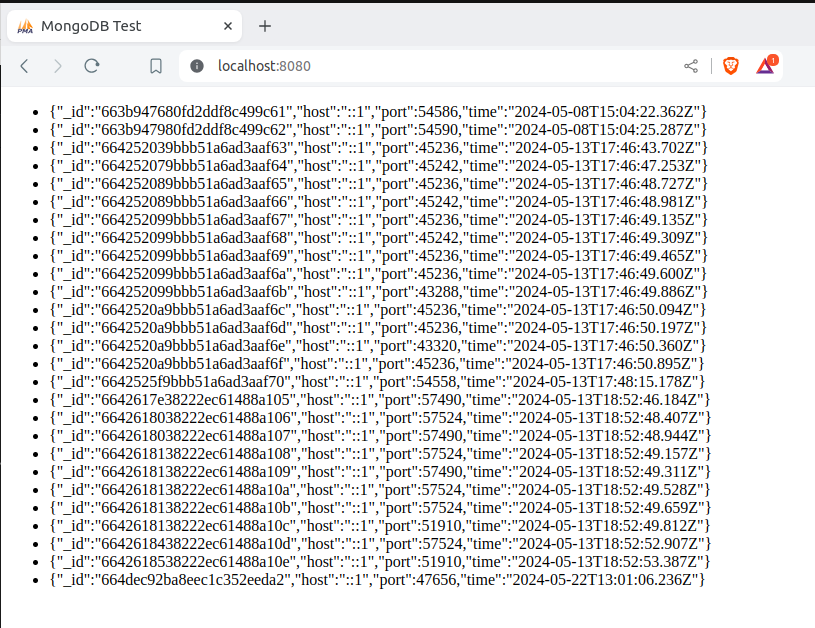 PMA MongoDB Test
localhost:8080
1
{"_id":"663b947680fd2ddf8c499c61","host":"::1","port":54586,"time":"2024-05-08T15:04:22.362Z"}
{"_id":"663b947980fd2ddf8c499c62","host":"::1","port":54590,"time":"2024-05-08T15:04:25.287Z"}
{"_id":"664252039bbb51a6ad3aaf63","host":"::1","port":45236,"time":"2024-05-13T17:46:43.702Z"}
{"_id":"664252079bbb51a6ad3aaf64","host":"::1","port":45242,"time":"2024-05-13T17:46:47.253Z"}
{"_id":"664252089bbb51a6ad3aaf65","host":"::1","port":45236,"time":"2024-05-13T17:46:48.727Z"}
{"_id":"664252089bbb51a6ad3aaf66","host":"::1","port":45242,"time":"2024-05-13T17:46:48.981Z"}
{"_id":"664252099bbb51a6ad3aaf67","host":"::1","port":45236,"time":"2024-05-13T17:46:49.135Z"}
{"_id":"664252099bbb51a6ad3aaf68","host":"::1","port":45242,"time":"2024-05-13T17:46:49.309Z"}
{"_id":"664252099bbb51a6ad3aaf69","host":"::1","port":45236,"time":"2024-05-13T17:46:49.465Z"}
{"_id":"664252099bbb51a6ad3aaf6a","host":"::1","port":45236,"time":"2024-05-13T17:46:49.600Z"}
{"_id":"664252099bbb51a6ad3aaf6b","host":"::1","port":43288,"time":"2024-05-13T17:46:49.886Z"}
{"_id":"6642520a9bbb51a6ad3aaf6c","host":"::1","port":45236,"time":"2024-05-13T17:46:50.094Z"}
{"_id":"6642520a9bbb51a6ad3aaf6d","host":"::1","port":45236,"time":"2024-05-13T17:46:50.197Z"}
{"_id":"6642520a9bbb51a6ad3aaf6e","host":"::1","port":43320,"time":"2024-05-13T17:46:50.360Z"}
{"_id":"6642520a9bbb51a6ad3aaf6f","host":"::1","port":45236,"time":"2024-05-13T17:46:50.895Z"}
{"_id":"6642525f9bbb51a6ad3aaf70","host":"::1","port":54558,"time":"2024-05-13T17:48:15.178Z"}
{"_id":"6642617e38222ec61488a105","host":"::1","port":57490,"time":"2024-05-13T18:52:46.184Z"}
{"_id":"6642618038222ec61488a106","host":"::1","port":57524,"time":"2024-05-13T18:52:48.407Z"}
{"_id":"6642618038222ec61488a107","host":"::1","port":57490,"time":"2024-05-13T18:52:48.944Z"}
{"_id":"6642618138222ec61488a108","host":"::1","port":57524,"time":"2024-05-13T18:52:49.157Z"}
{"_id":"6642618138222ec61488a109","host":"::1","port":57490,"time":"2024-05-13T18:52:49.311Z"}
{"_id":"6642618138222ec61488a10a","host":"::1","port":57524,"time":"2024-05-13T18:52:49.528Z"}
{"_id":"6642618138222ec61488a10b","host":"::1","port":57524,"time":"2024-05-13T18:52:49.659Z"}
{"_id":"6642618138222ec61488a10c","host":"::1","port":51910,"time":"2024-05-13T18:52:49.812Z"}
{"_id":"6642618438222ec61488a10d","host":"::1","port":57524,"time":"2024-05-13T18:52:52.907Z"}
{"_id":"6642618538222ec61488a10e","host":"::1","port":51910,"time":"2024-05-13T18:52:53.387Z"}
{"_id":"664dec92ba8eec1c352eeda2","host":"::1","port":47656,"time":"2024-05-22T13:01:06.236Z"}